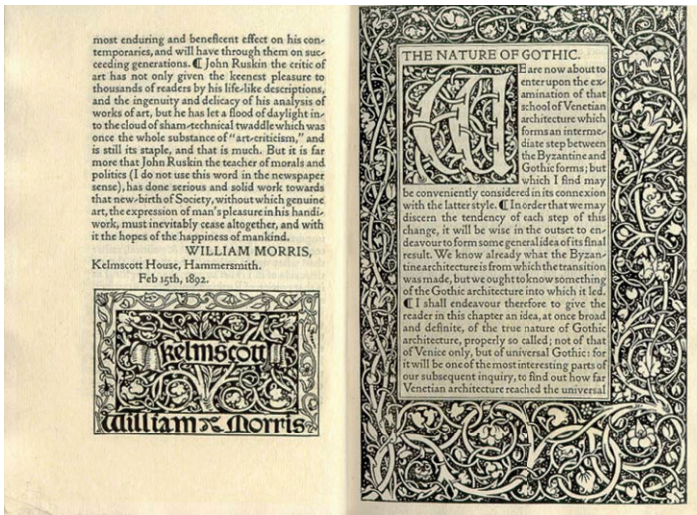 most enduring and beneficent effect on his con-
temporaries, and will have through them on suc-
ceeding generations. ¶ John Ruskin the critic of
art has not only given the keenest pleasure to
thousands of readers by his life-like descriptions,
and the ingenuity and delicacy of his analysis of
works of art, but he has let a flood of daylight in-
to the cloud of sham-technical twaddle which was
once the whole substance of "art-criticism," and
is still its staple, and that is much. But it is far
more that John Ruskin the teacher of morals and
politics (I do not use this word in the newspaper
sense), has done serious and solid work towards
that new-birth of Society, without which genuine
art, the expression of man's pleasure in his handi-
work, must inevitably cease altogether, and with
it the hopes of the happiness of mankind.
WILLIAM MORRIS,
Kelmscott House, Hammersmith.
Feb 15th, 1892.
Kelmscott
William Morris
THE NATURE OF GOTHIC.
WE are now about to
enter upon the ex-
amination of that
school of Venetian
architecture which
forms an interme-
diate step between
the Byzantine and
Gothic forms; but
which I find may
be conveniently considered in its connexion
with the latter style. ¶ In order that we may
discern the tendency of each step of this
change, it will be wise in the outset to en-
deavour to form some general idea of its final
result. We know already what the Byzan-
tine architecture is from which the transition
was made, but we ought to know something
of the Gothic architecture into which it led.
¶ I shall endeavour therefore to give the
reader in this chapter an idea, at once broad
and definite, of the true nature of Gothic
architecture, properly so called; not of that
of Venice only, but of universal Gothic: for
it will be one of the most interesting parts of
our subsequent inquiry, to find out how far
Venetian architecture reached the universal